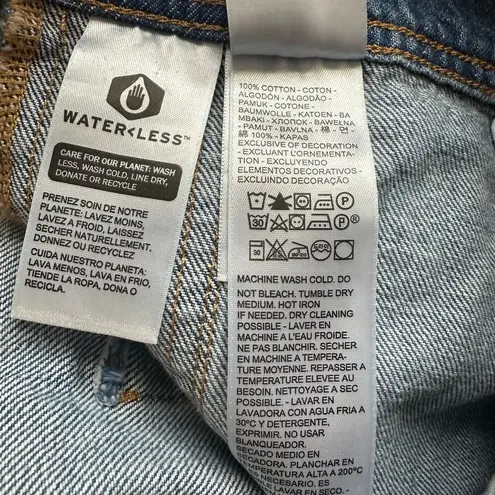 WATER<LESS™
CARE FOR OUR PLANET: WASH
LESS, WASH COLD, LINE DRY,
DONATE OR RECYCLE
PRENEZ SOIN DE NOTRE
PLANETE: LAVEZ MOINS,
LAVEZ A FROID, LAISSEZ
SECHER NATURELLEMENT,
DONNEZ OU RECYCLEZ
CUIDA NUESTRO PLANETA:
LAVA MENOS, LAVA EN FRIO,
TIENDE LA ROPA, DONA O
RECICLA.
100% COTTON - COTON -
ALGODÓN - ALGODÃO -
PAMUK - COTONE -
BAUMWOLLE - KATOEN - BA
MBAKI - ХЛОПОК - BAWEŁNA
- PAMUT - BAVLNA - 棉 - 면 -
綿 100% - KAPAS
EXCLUSIVE OF DECORATION
- EXCLUANT L'ORNEMENTA-
TION - EXCLUYENDO
ELEMENTOS DECORATIVOS -
EXCLUINDO DECORAÇÃO
P
30 P
30
MACHINE WASH COLD. DO
NOT BLEACH. TUMBLE DRY
MEDIUM. HOT IRON
IF NEEDED. DRY CLEANING
POSSIBLE - LAVER EN
MACHINE A L'EAU FROIDE.
NE PAS BLANCHIR. SECHER
EN MACHINE A TEMPERA-
TURE MOYENNE. REPASSER A
TEMPERATURE ELEVEE AU
BESOIN. NETTOYAGE A SEC
POSSIBLE - LAVAR EN
LAVADORA CON AGUA FRIA A
30°C Y DETERGENTE,
EXPRIMIR. NO USAR
BLANQUEADOR.
SECADO MEDIO EN
SECADORA. PLANCHAR EN
TEMPERATURA ALTA A 200°C
LAVAR EN SECO. -